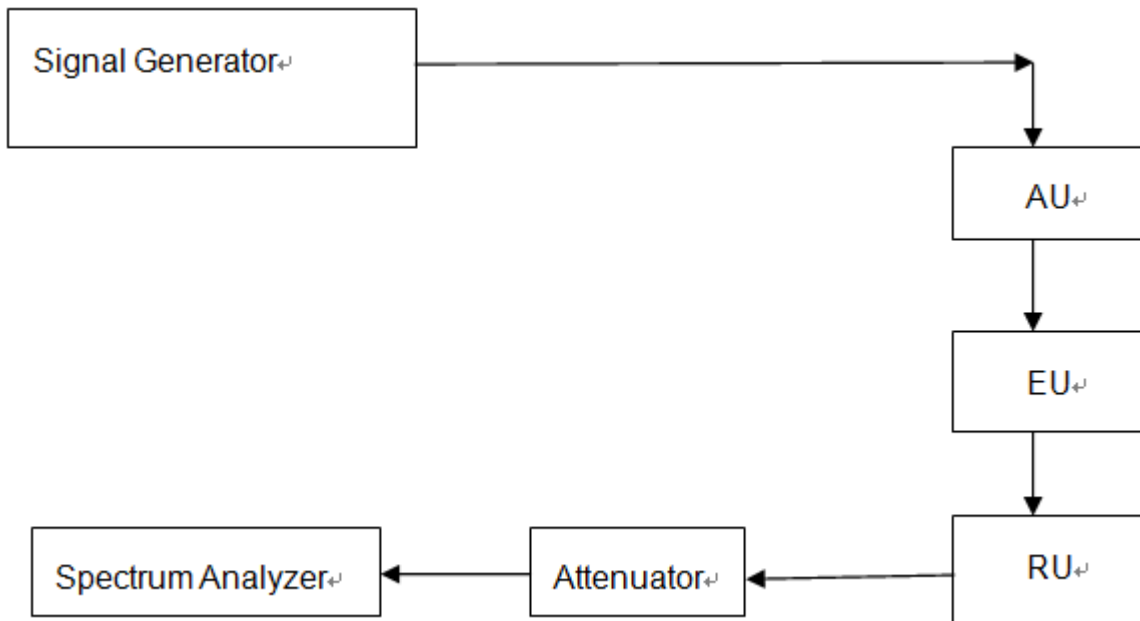 Signal Generator↵
AU↵
EU↵
RU↵
Attenuator↵
Spectrum Analyzer↵